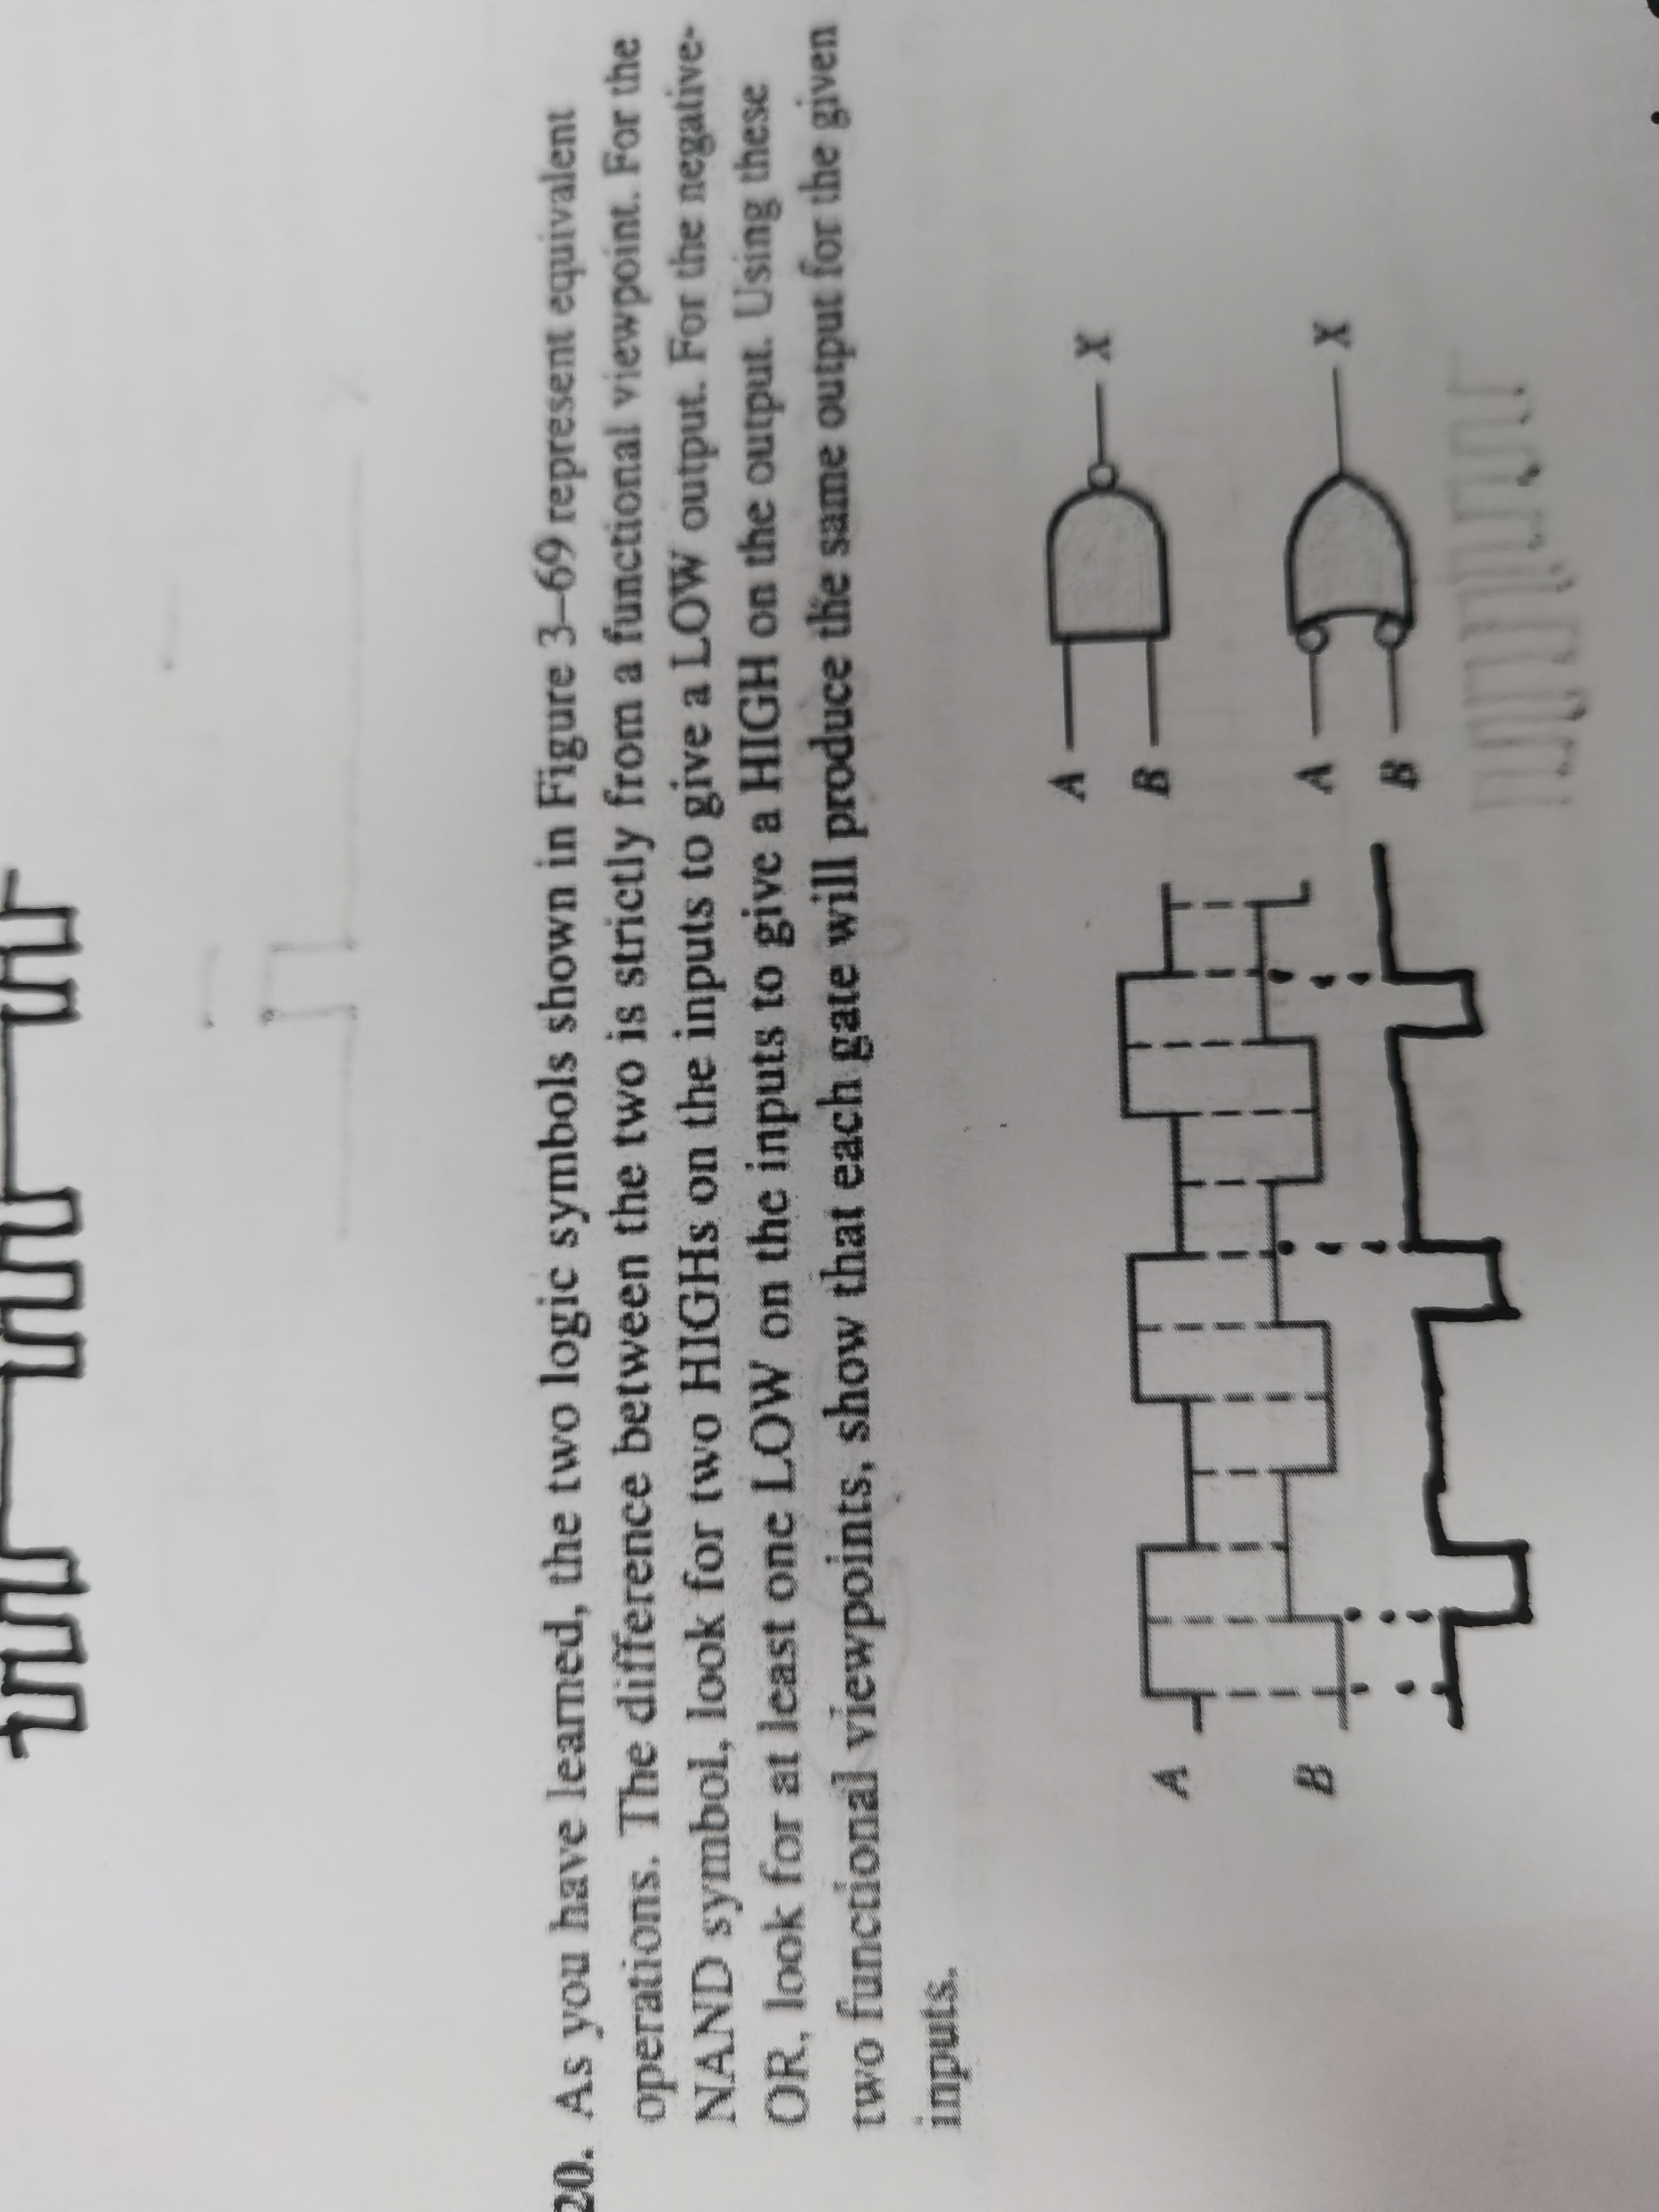 20. As you have learned, the two logic symbols shown in Figure 3–69 represent equivalent
operations. The difference between the two is strictly from a functional viewpoint. For the
NAND symbol, look for two HIGHs on the inputs to give a LOW output. For the negative-
OR, look for at least one LOW on the inputs to give a HIGH on the output. Using these
two functional viewpoints, show that each gate will produce the same output for the given
inputs.
A
B
A
B
X
A
B
X